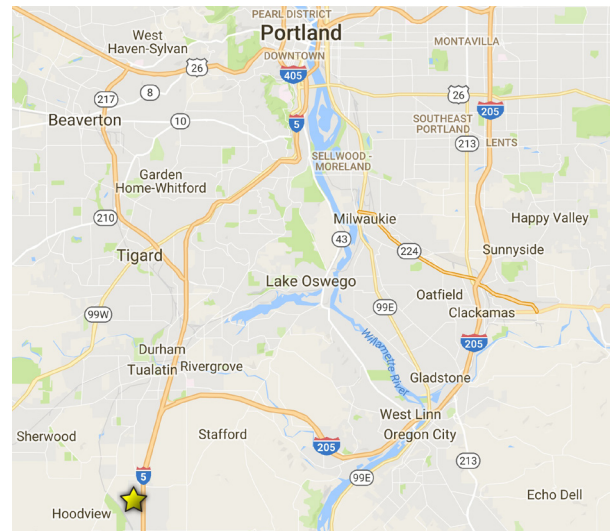 PEARL DISTRICT
West
Haven-Sylvan
Portland
MONTAVILLA
DOWNTOWN
26
405
8
217
26
205
Beaverton
10
5
SOUTHEAST
PORTLAND
213
LENTS
SELLWOOD -
MORELAND
Garden
Home-Whitford
210
Milwaukie
Happy Valley
43
224
Sunnyside
Tigard
Lake Oswego
Oatfield
99E
Clackamas
99W
Willamette River
205
Durham
Tualatin
Rivergrove
Gladstone
West Linn
Sherwood
Stafford
205
Oregon City
213
5
99E
Echo Dell
Hoodview